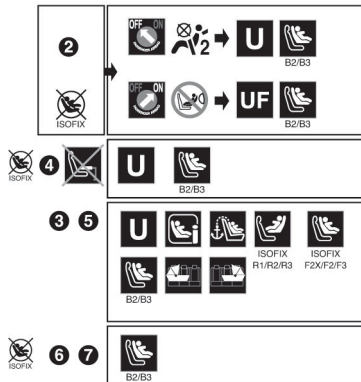 2
ISOFIX
OFF ON
2
U
B2/B3
OFF ON
UF
B2/B3
ISOFIX
4
U
B2/B3
3 5
U
i
ISOFIX
R1/R2/R3
ISOFIX
F2X/F2/F3
B2/B3
ISOFIX
6 7
B2/B3